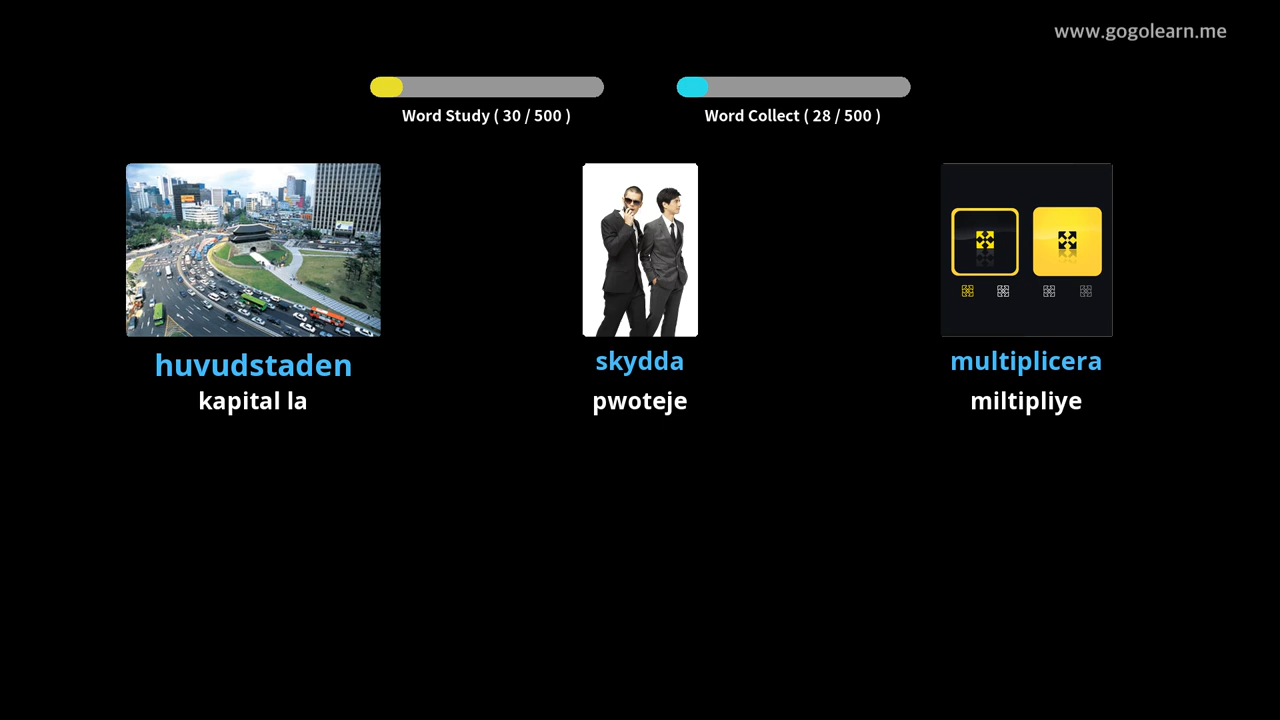 www.gogolearn.me
Word Study ( 30 / 500 )
Word Collect ( 28 / 500 )
huvudstaden
kapital la
skydda
pwoteje
multiplicera
miltipliye